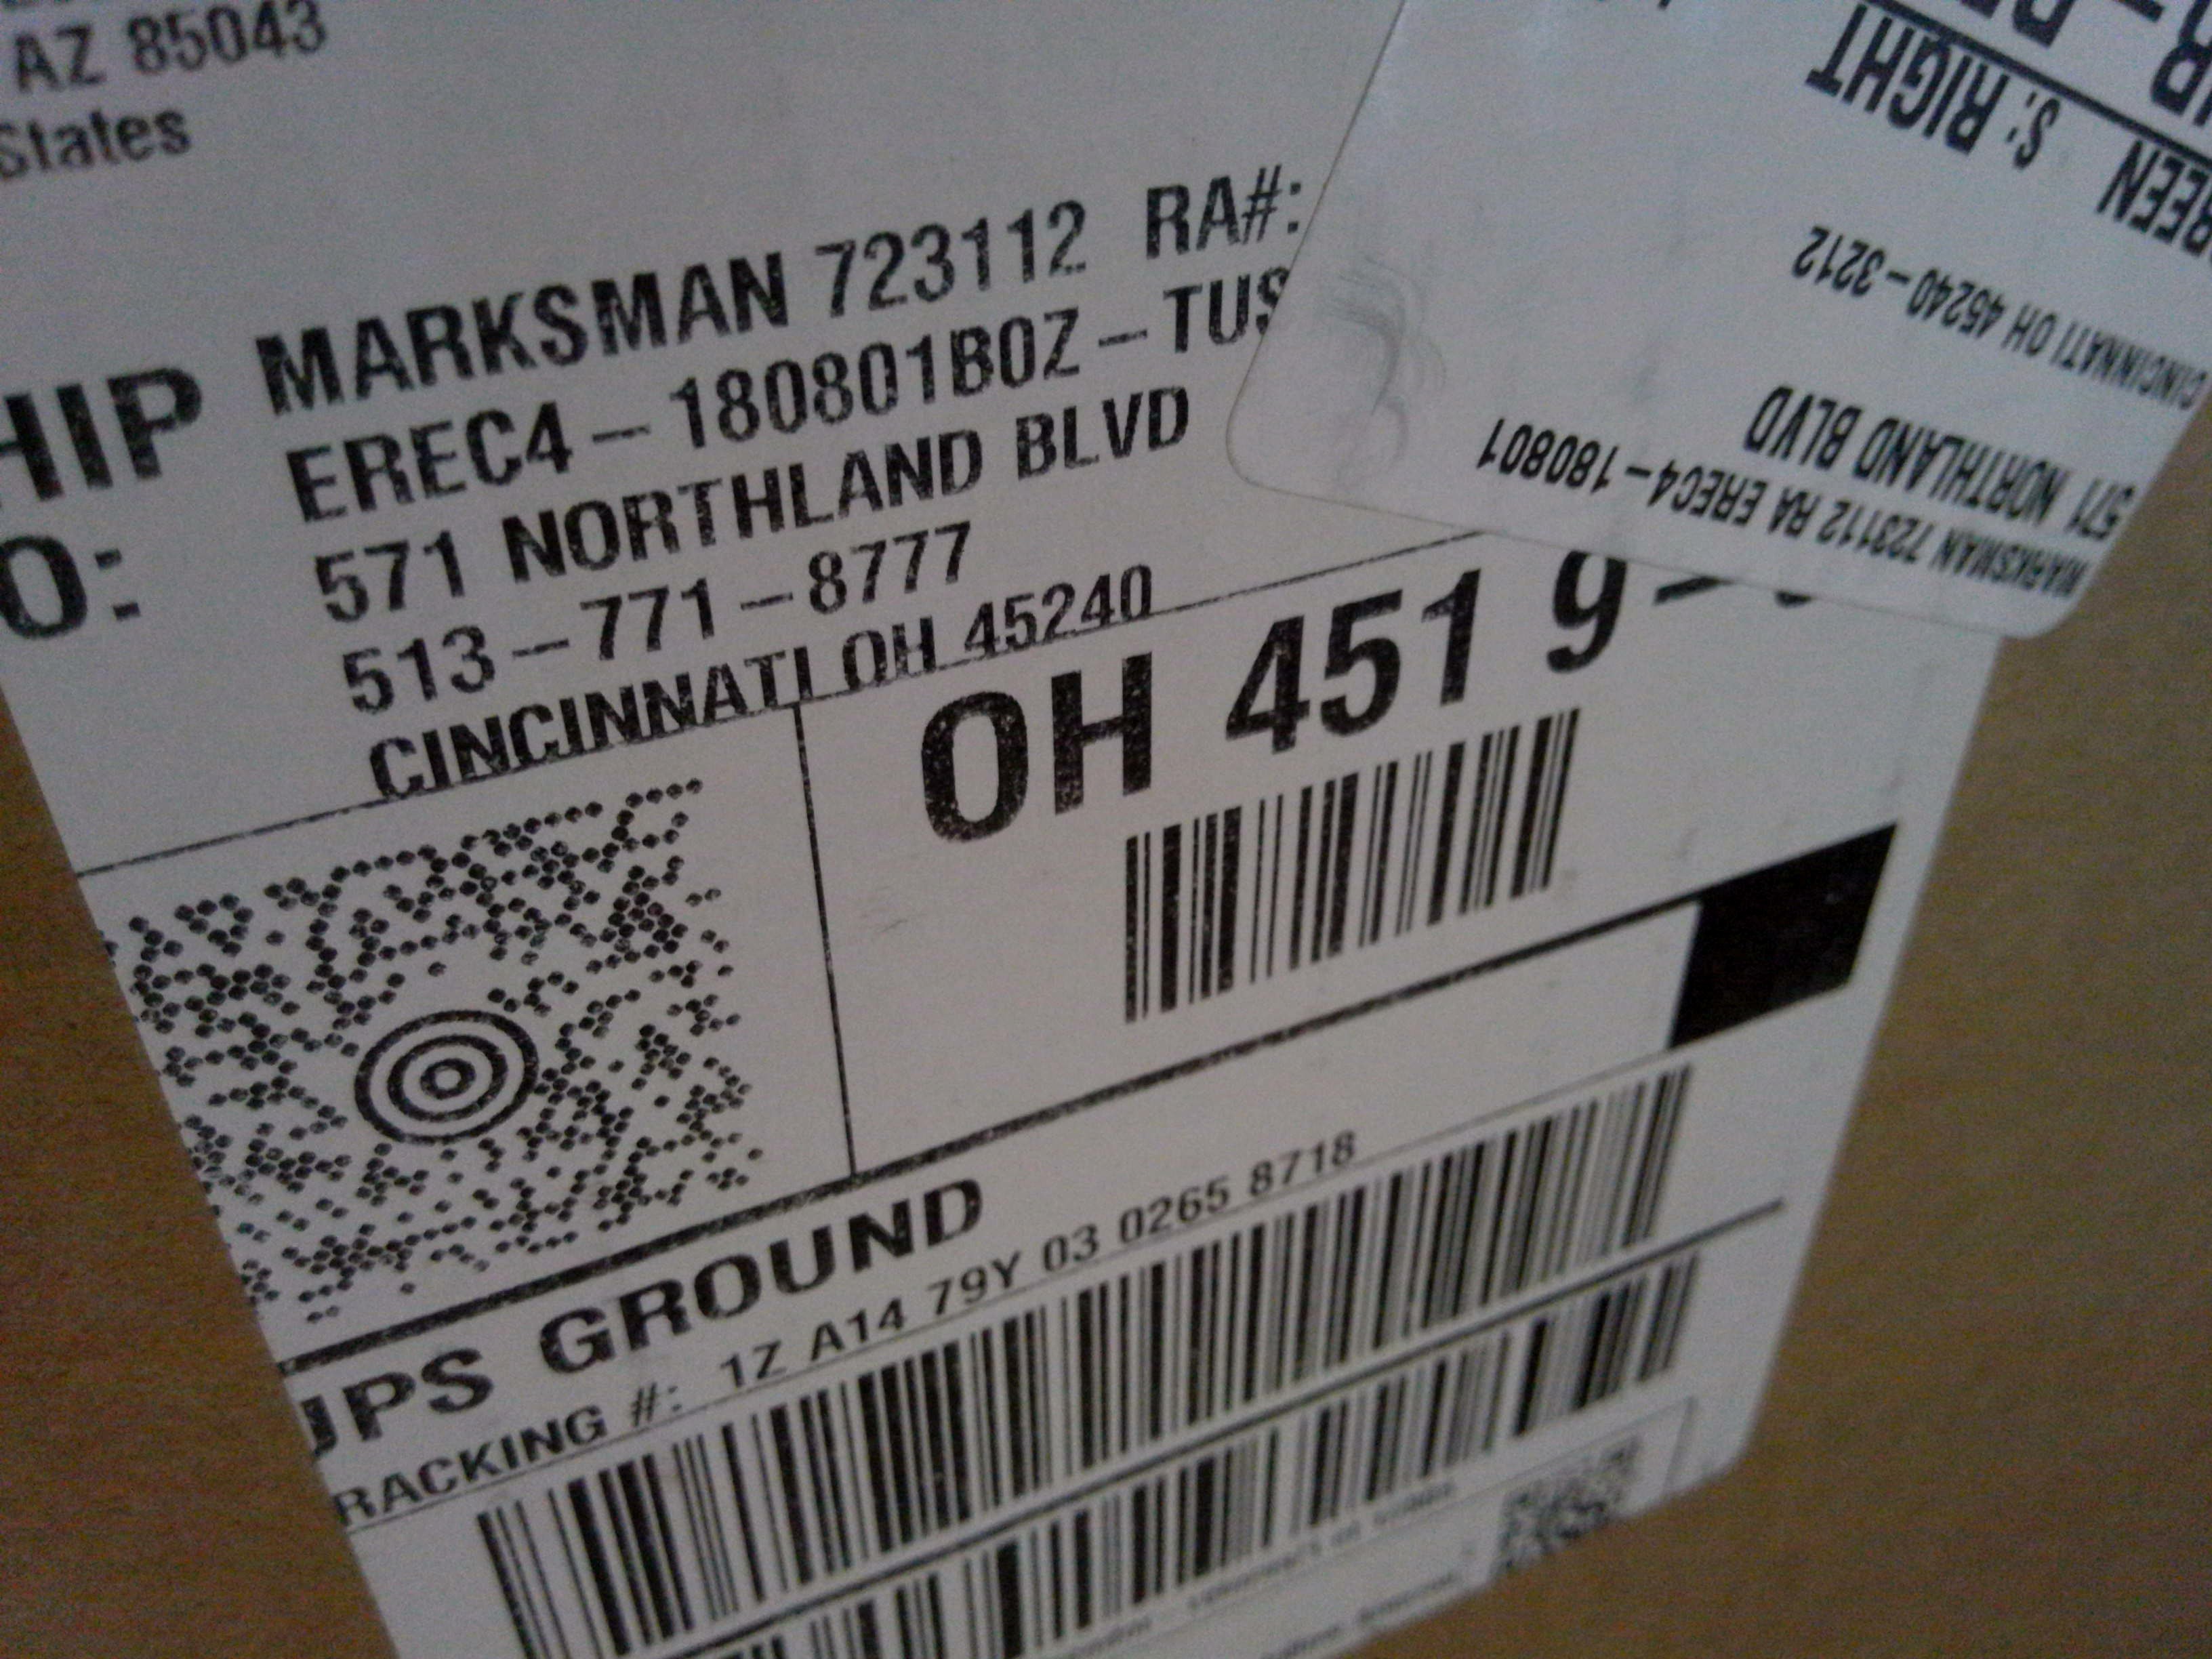 AZ 85043
States
HIP
O:
MARKSMAN 723112 RA#:
EREC4-180801B0Z-TUS
571 NORTHLAND BLVD
513-771-8777
CINCINNATI OH 45240
OH 451 9-
UPS GROUND
RACKING #: 1Z A14 79Y 03 0265 8718
MARKSMAN 723112 RA EREC4-180801
571 NORTHLAND BLVD
CINCINNATI OH 45240-3212
REEN S: RIGHT